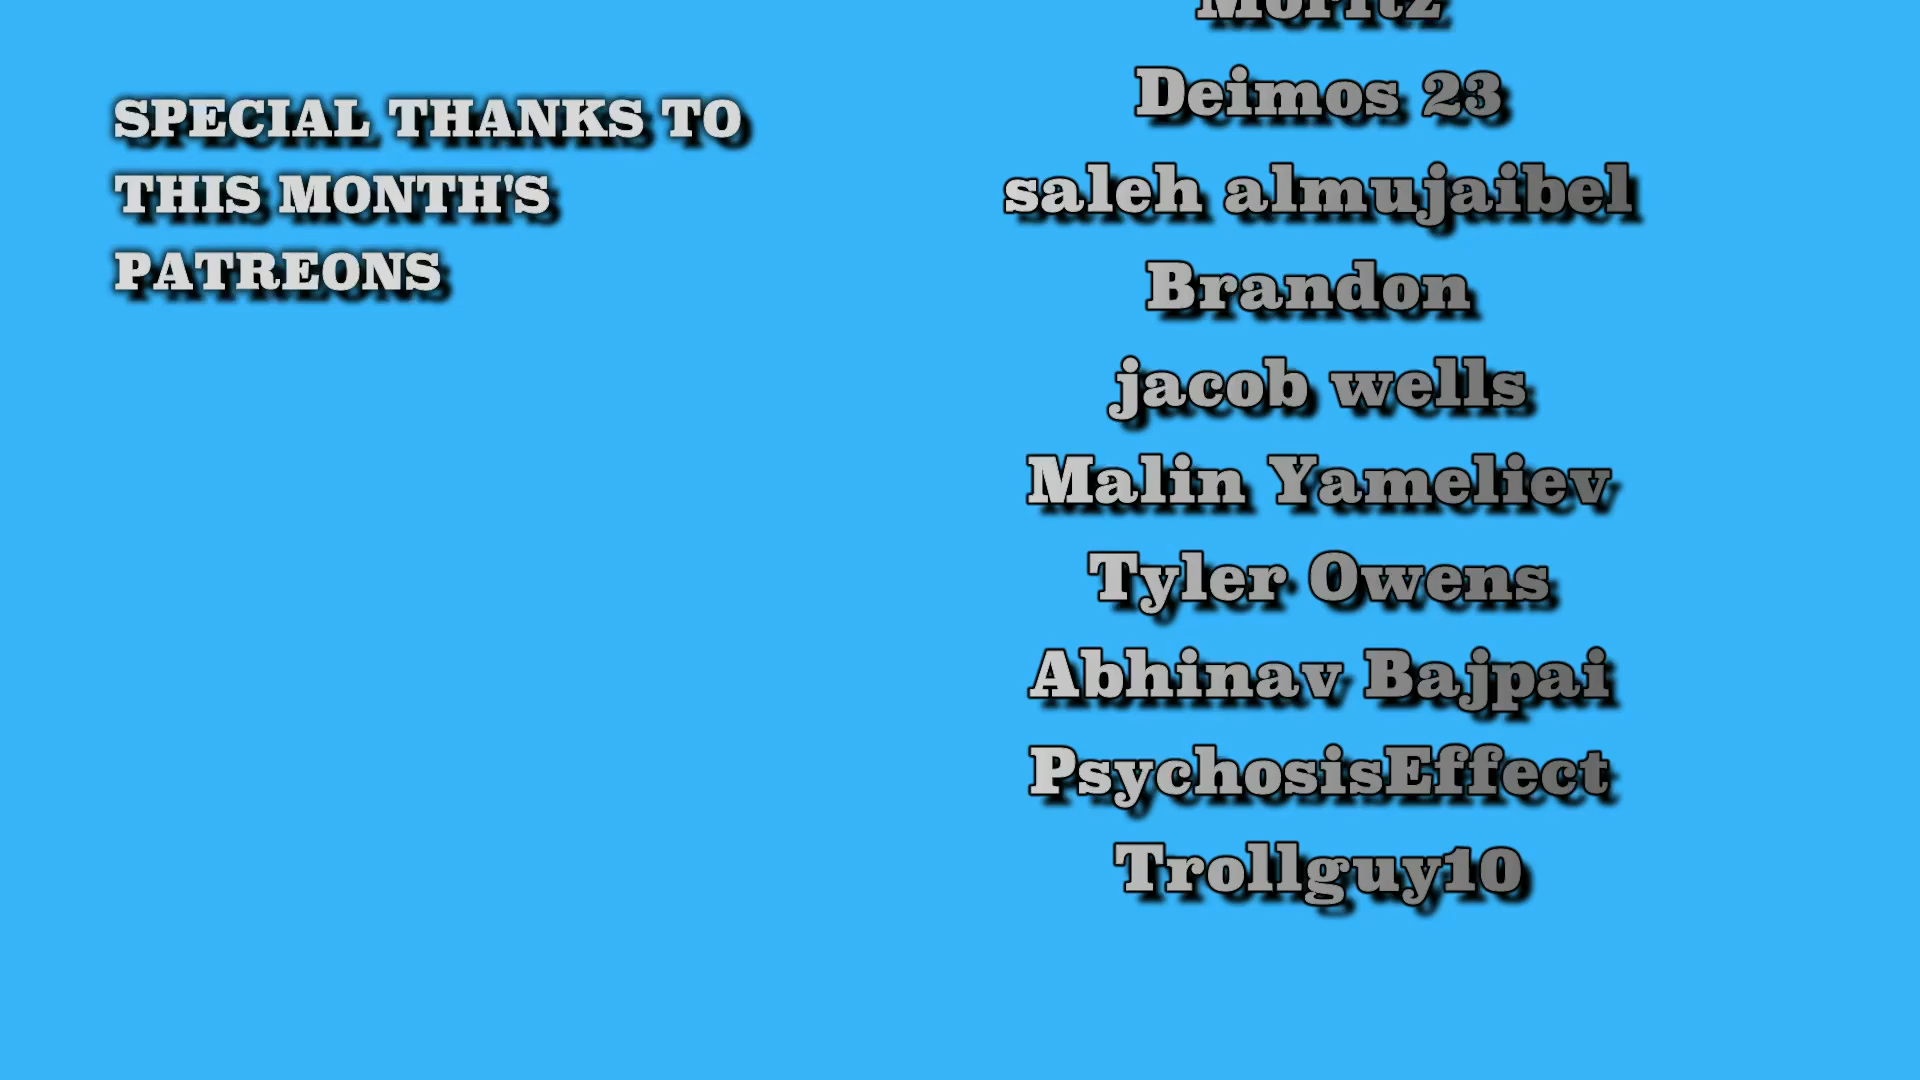 SPECIAL THANKS TO
THIS MONTH'S
PATREONS
Moritz
Deimos 23
saleh almujaibel
Brandon
jacob wells
Malin Yameliev
Tyler Owens
Abhinav Bajpai
PsychosisEffect
Trollguy10